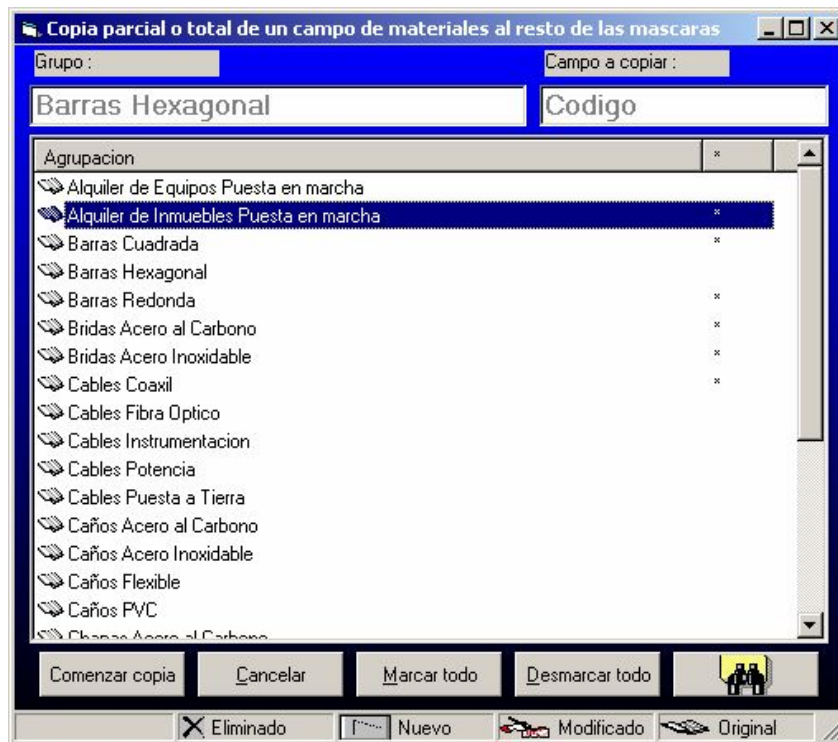 Copia parcial o total de un campo de materiales al resto de las mascaras
Grupo : Campo a copiar :
Barras Hexagonal Codigo
Agrupacion *
Alquiler de Equipos Puesta en marcha
Alquiler de Inmuebles Puesta en marcha *
Barras Cuadrada *
Barras Hexagonal
Barras Redonda *
Bridas Acero al Carbono *
Bridas Acero Inoxidable *
Cables Coaxil *
Cables Fibra Optico
Cables Instrumentacion
Cables Potencia
Cables Puesta a Tierra
Caños Acero al Carbono
Caños Acero Inoxidable
Caños Flexible
Caños PVC
Chapas Acero al Carbono
Comenzar copia Cancelar Marcar todo Desmarcar todo
Eliminado Nuevo Modificado Original